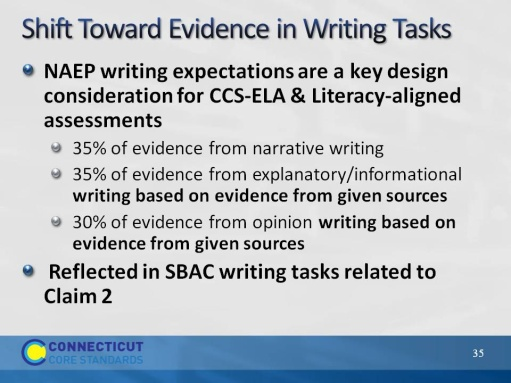 Shift Toward Evidence in Writing Tasks
NAEP writing expectations are a key design
consideration for CCS-ELA & Literacy-aligned
assessments
35% of evidence from narrative writing
35% of evidence from explanatory/informational
writing based on evidence from given sources
30% of evidence from opinion writing based on
evidence from given sources
Reflected in SBAC writing tasks related to
Claim 2
CONNECTICUT
CORE STANDARDS
35